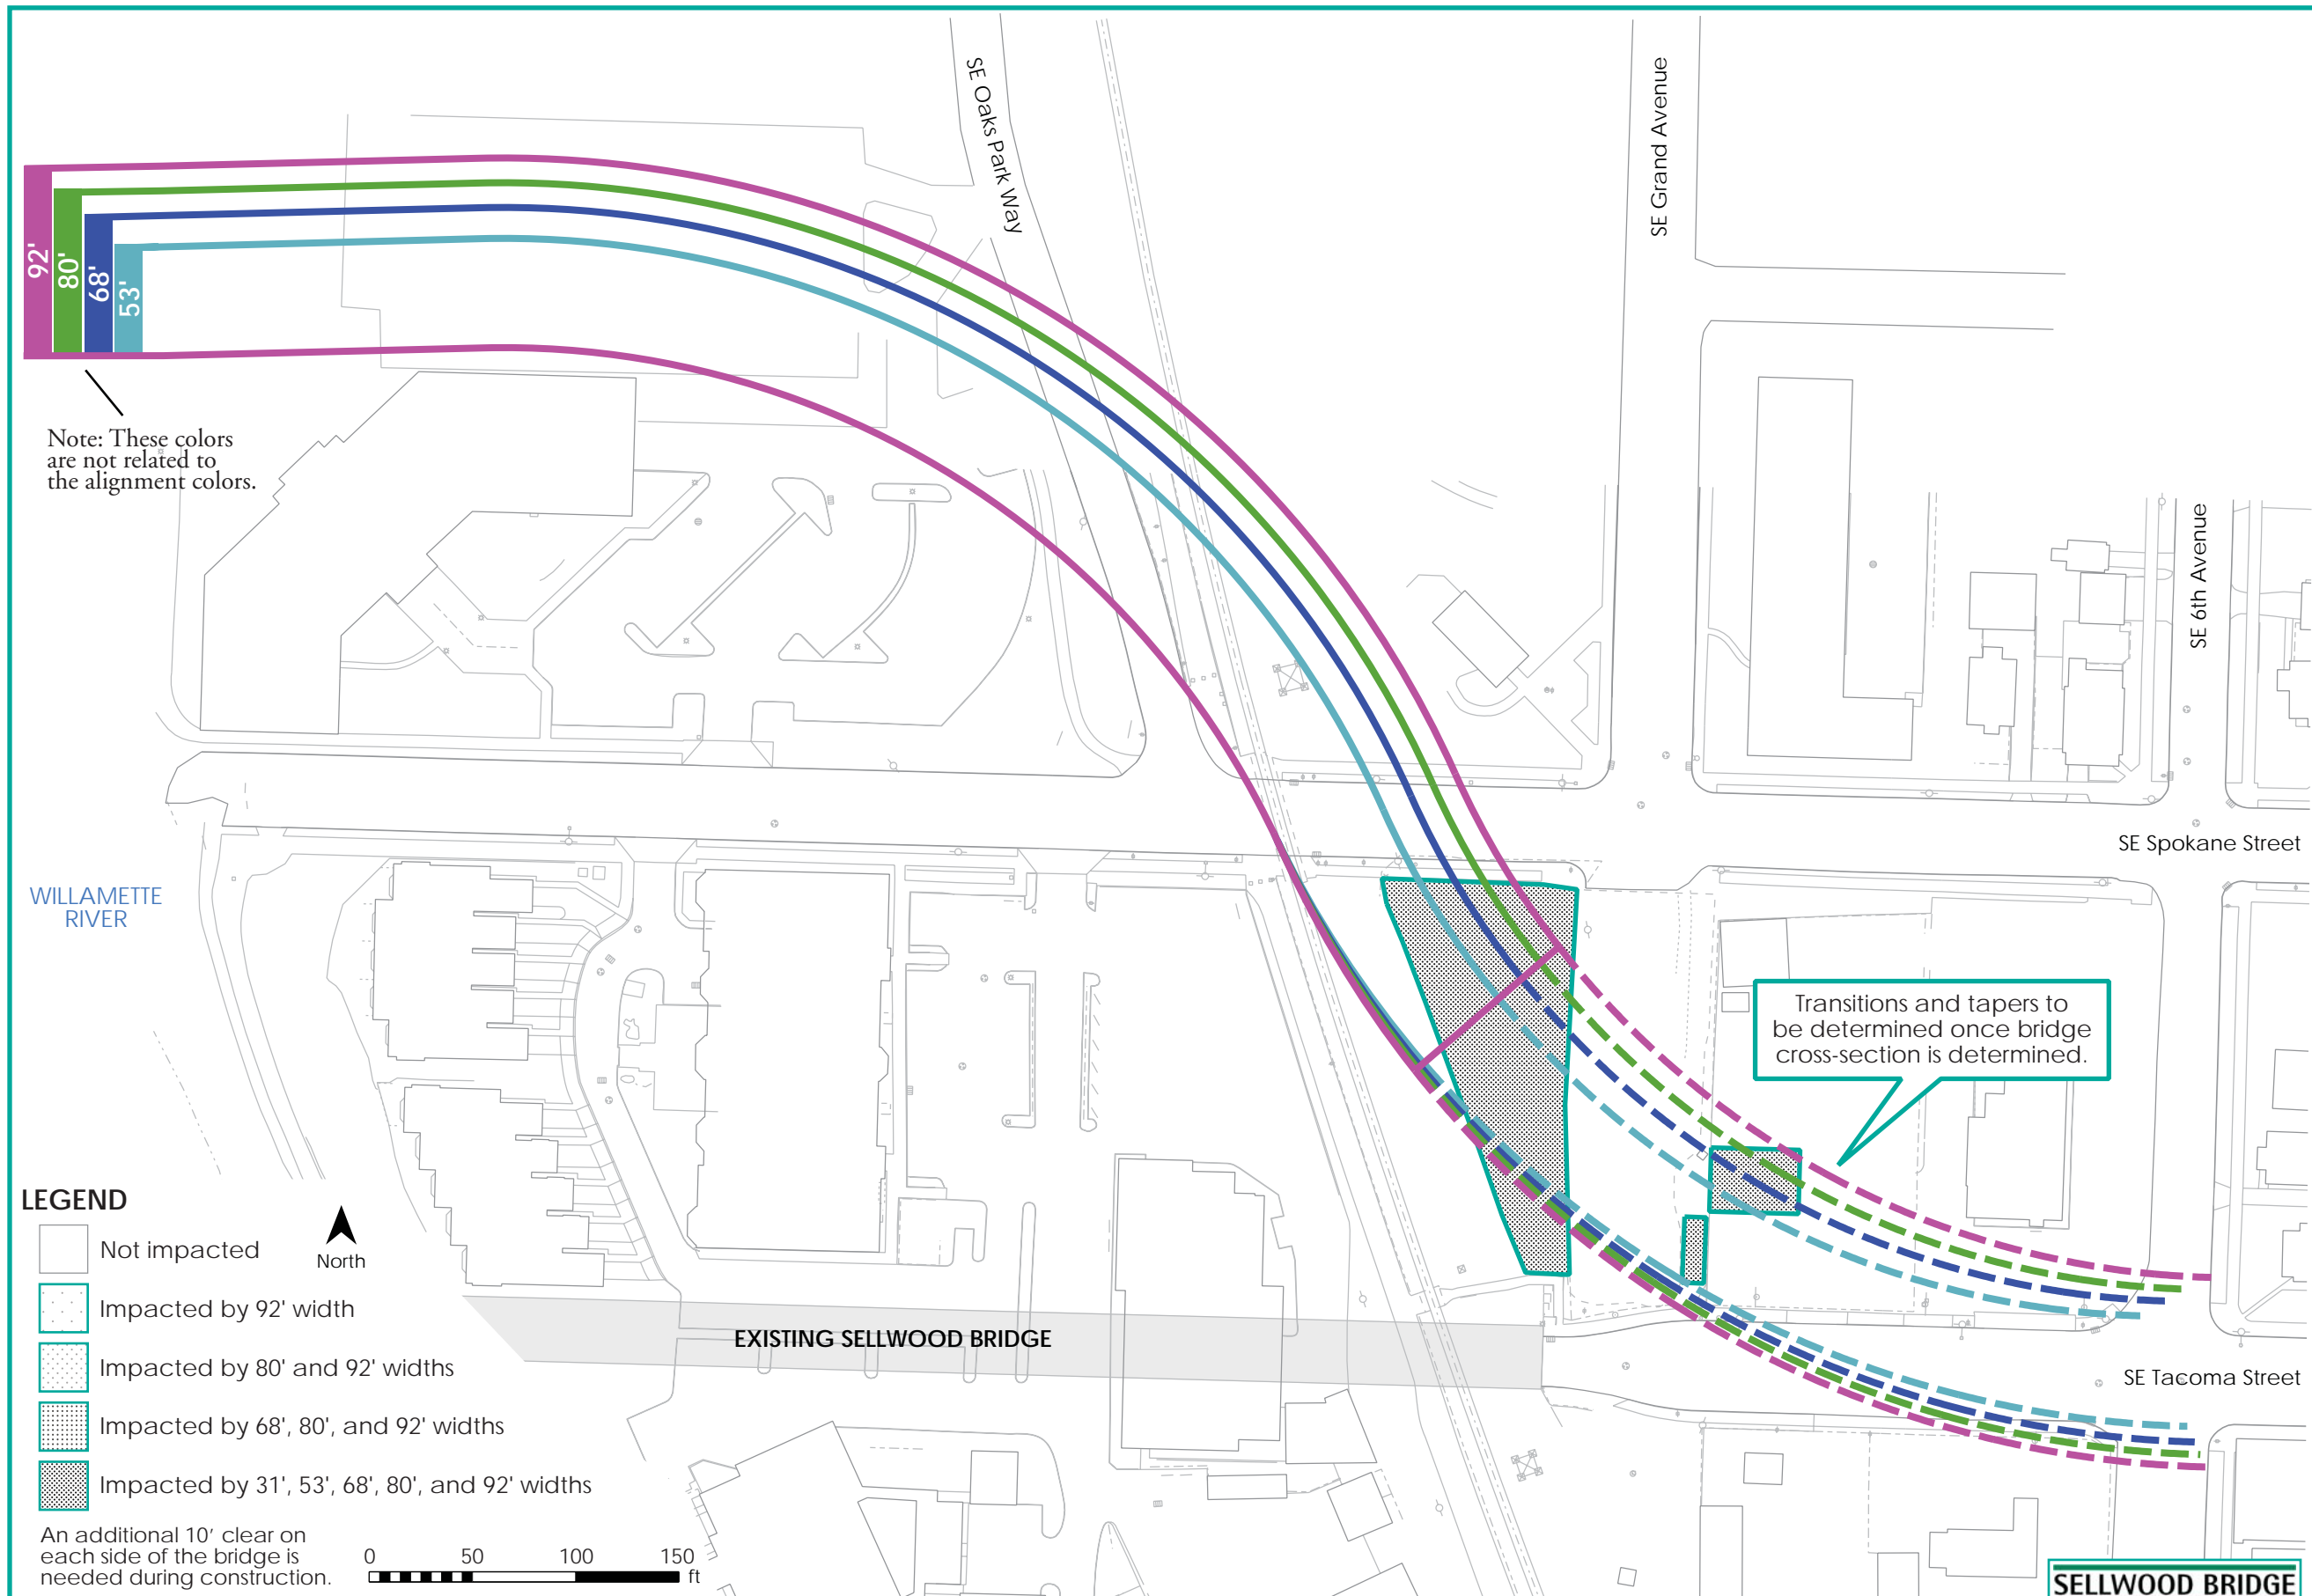 SE Oaks Park Way
SE Grand Avenue
SE 6th Avenue
92'
80'
68'
53'
Note: These colors
are not related to
the alignment colors.
SE Spokane Street
WILLAMETTE
RIVER
Transitions and tapers to
be determined once bridge
cross-section is determined.
LEGEND
Not impacted
Impacted by 92' width
Impacted by 80' and 92' widths
Impacted by 68', 80', and 92' widths
Impacted by 31', 53', 68', 80', and 92' widths
North
EXISTING SELLWOOD BRIDGE
SE Tacoma Street
An additional 10' clear on
each side of the bridge is
needed during construction.
0 50 100 150
ft
SELLWOOD BRIDGE